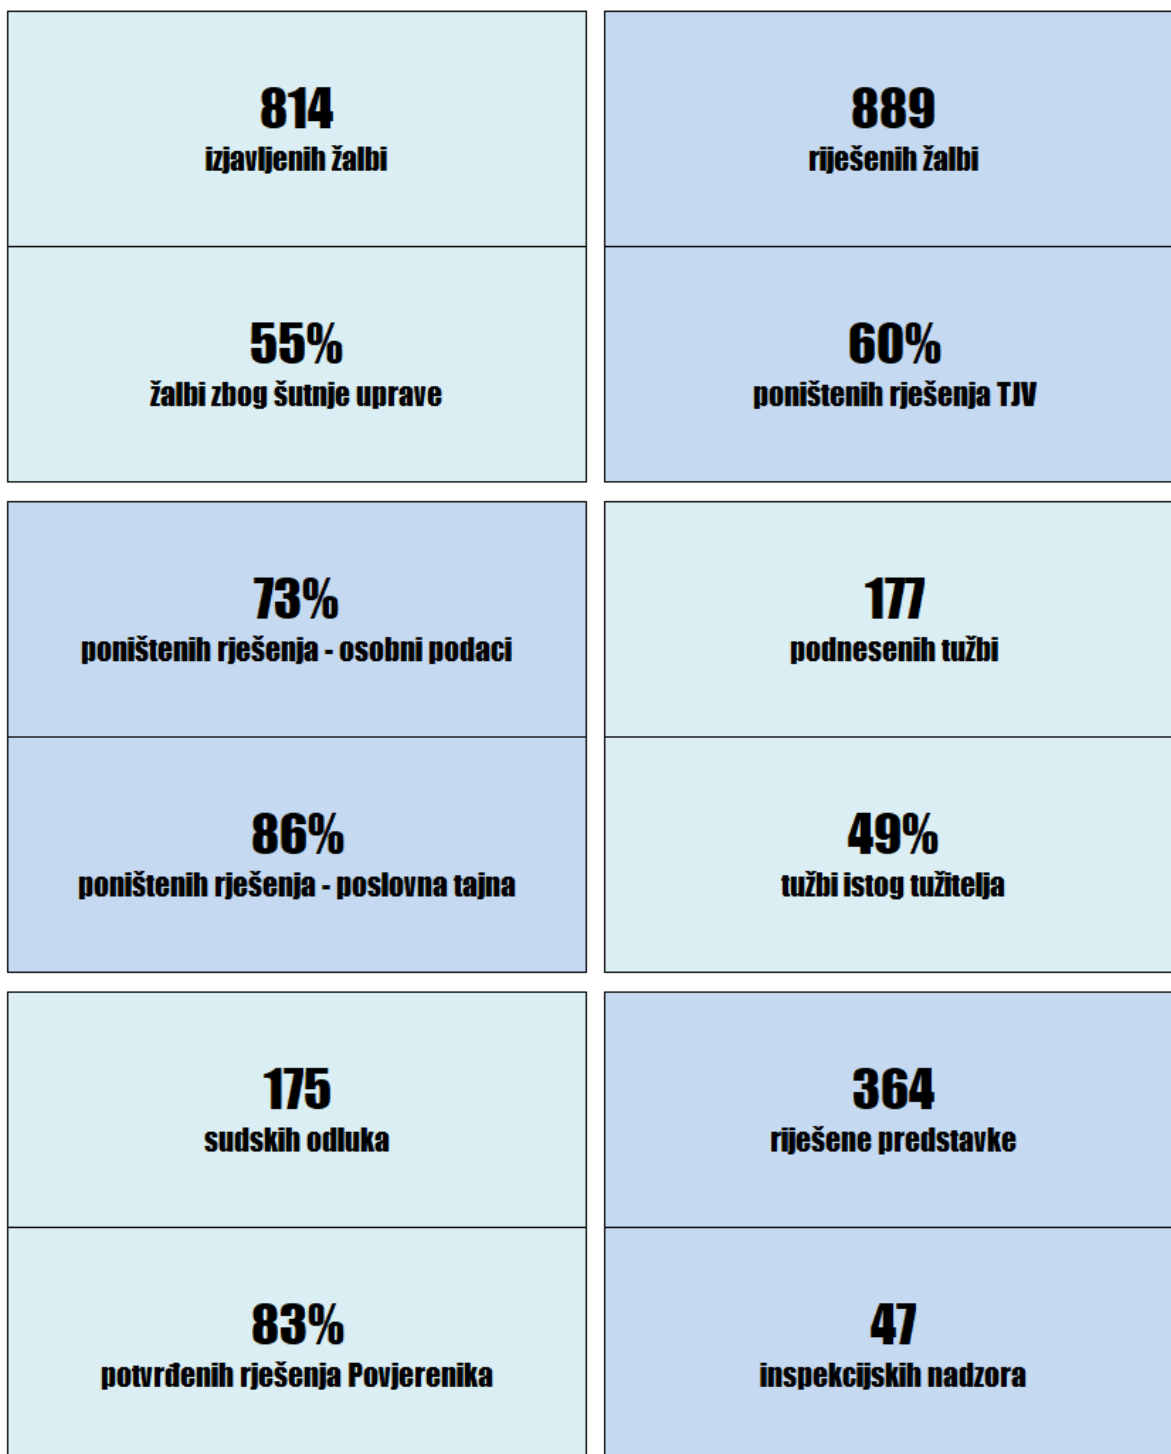 814
izjavljenih žalbi
889
riješenih žalbi
55%
žalbi zbog šutnje uprave
60%
poništenih rješenja TJV
73%
poništenih rješenja - osobni podaci
177
podnesenih tužbi
86%
poništenih rješenja - poslovna tajna
49%
tužbi istog tužitelja
175
sudskih odluka
364
riješene predstavke
83%
potvrđenih rješenja Povjerenika
47
inspekcijskih nadzora